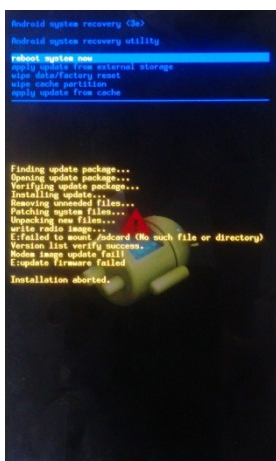 Android system recovery <3e>
Android system recovery utility
reboot system now
apply update from external storage
wipe data/factory reset
wipe cache partition
apply update from cache
Finding update package...
Opening update package...
Verifying update package...
Installing update...
Removing unneeded files...
Patching system files...
Unpacking new files...
write radio image...
E:failed to mount /sdcard (No such file or directory)
Version list verify success.
Modem image update fail!
E:update firmware failed
Installation aborted.